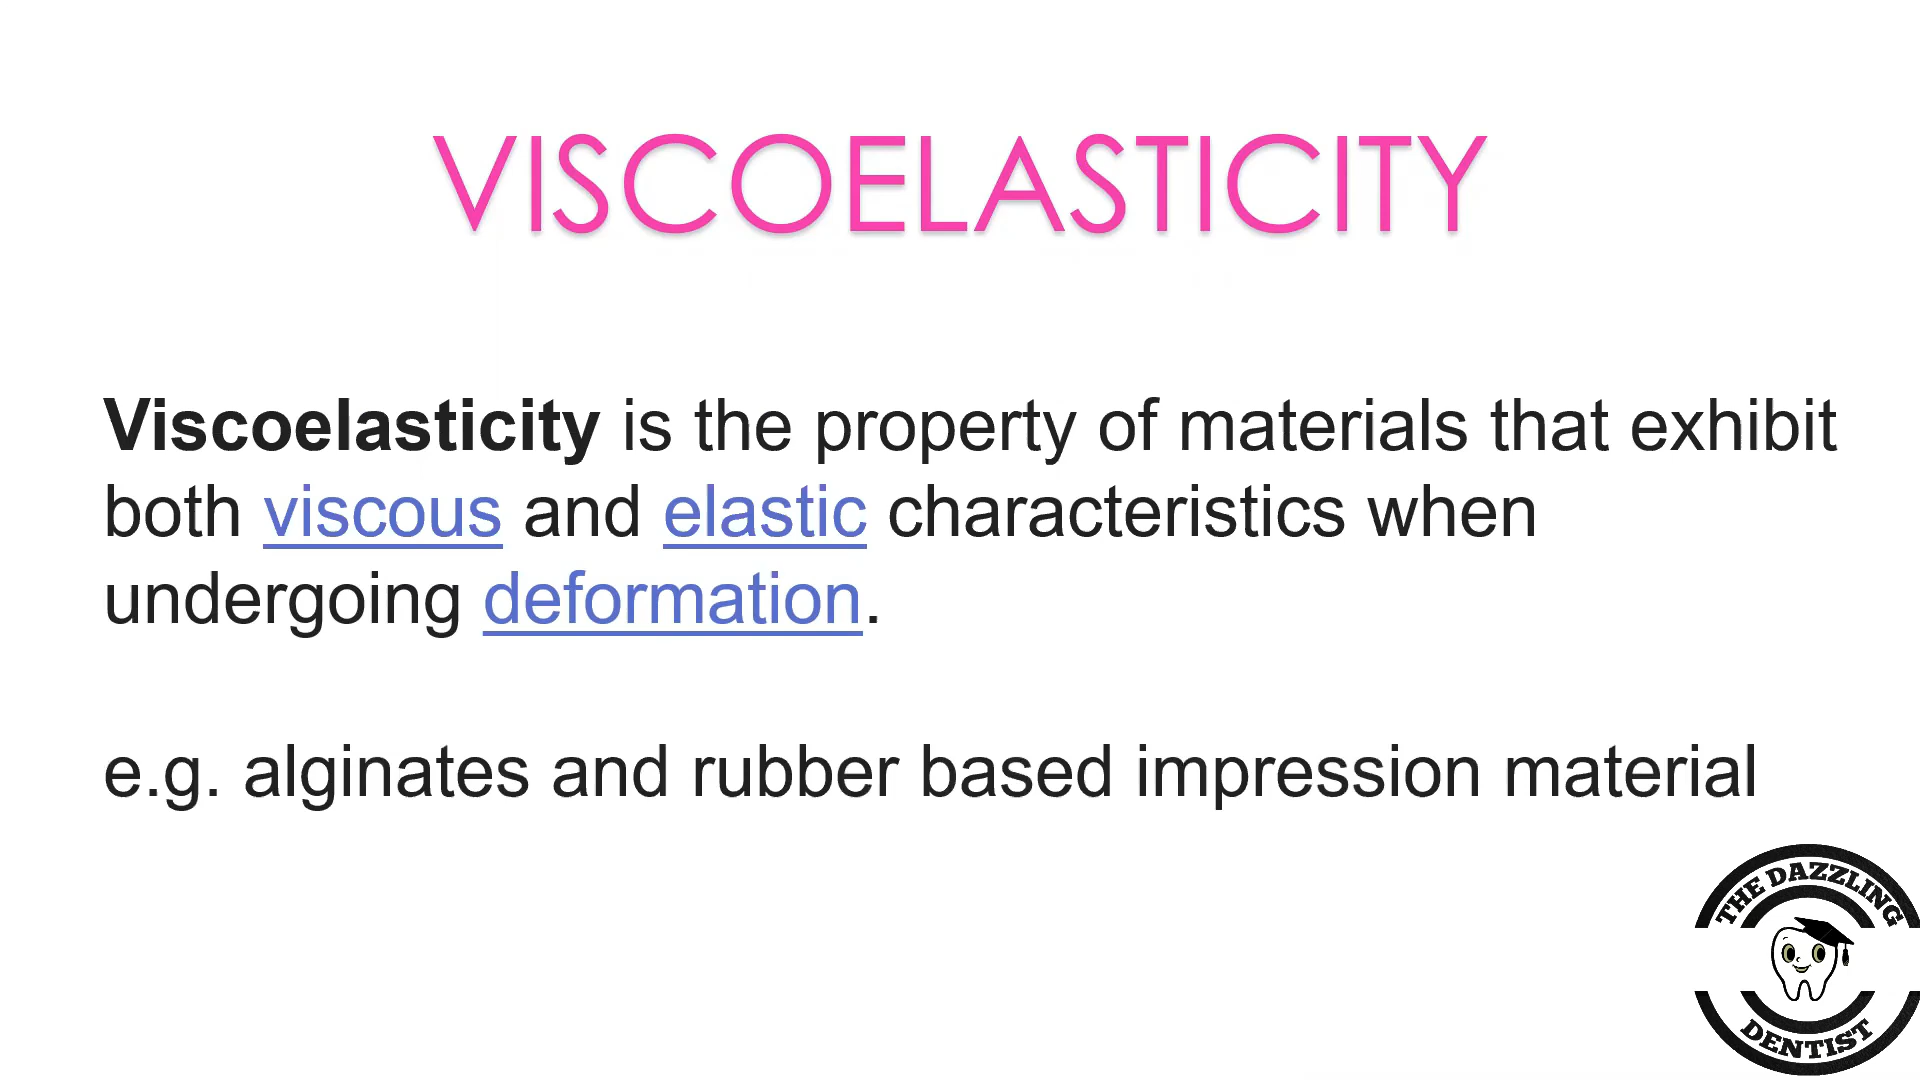 VISCOELASTICITY
Viscoelasticity is the property of materials that exhibit
both viscous and elastic characteristics when
undergoing deformation.
e.g. alginates and rubber based impression material
THE DAZZLING
DENTIST